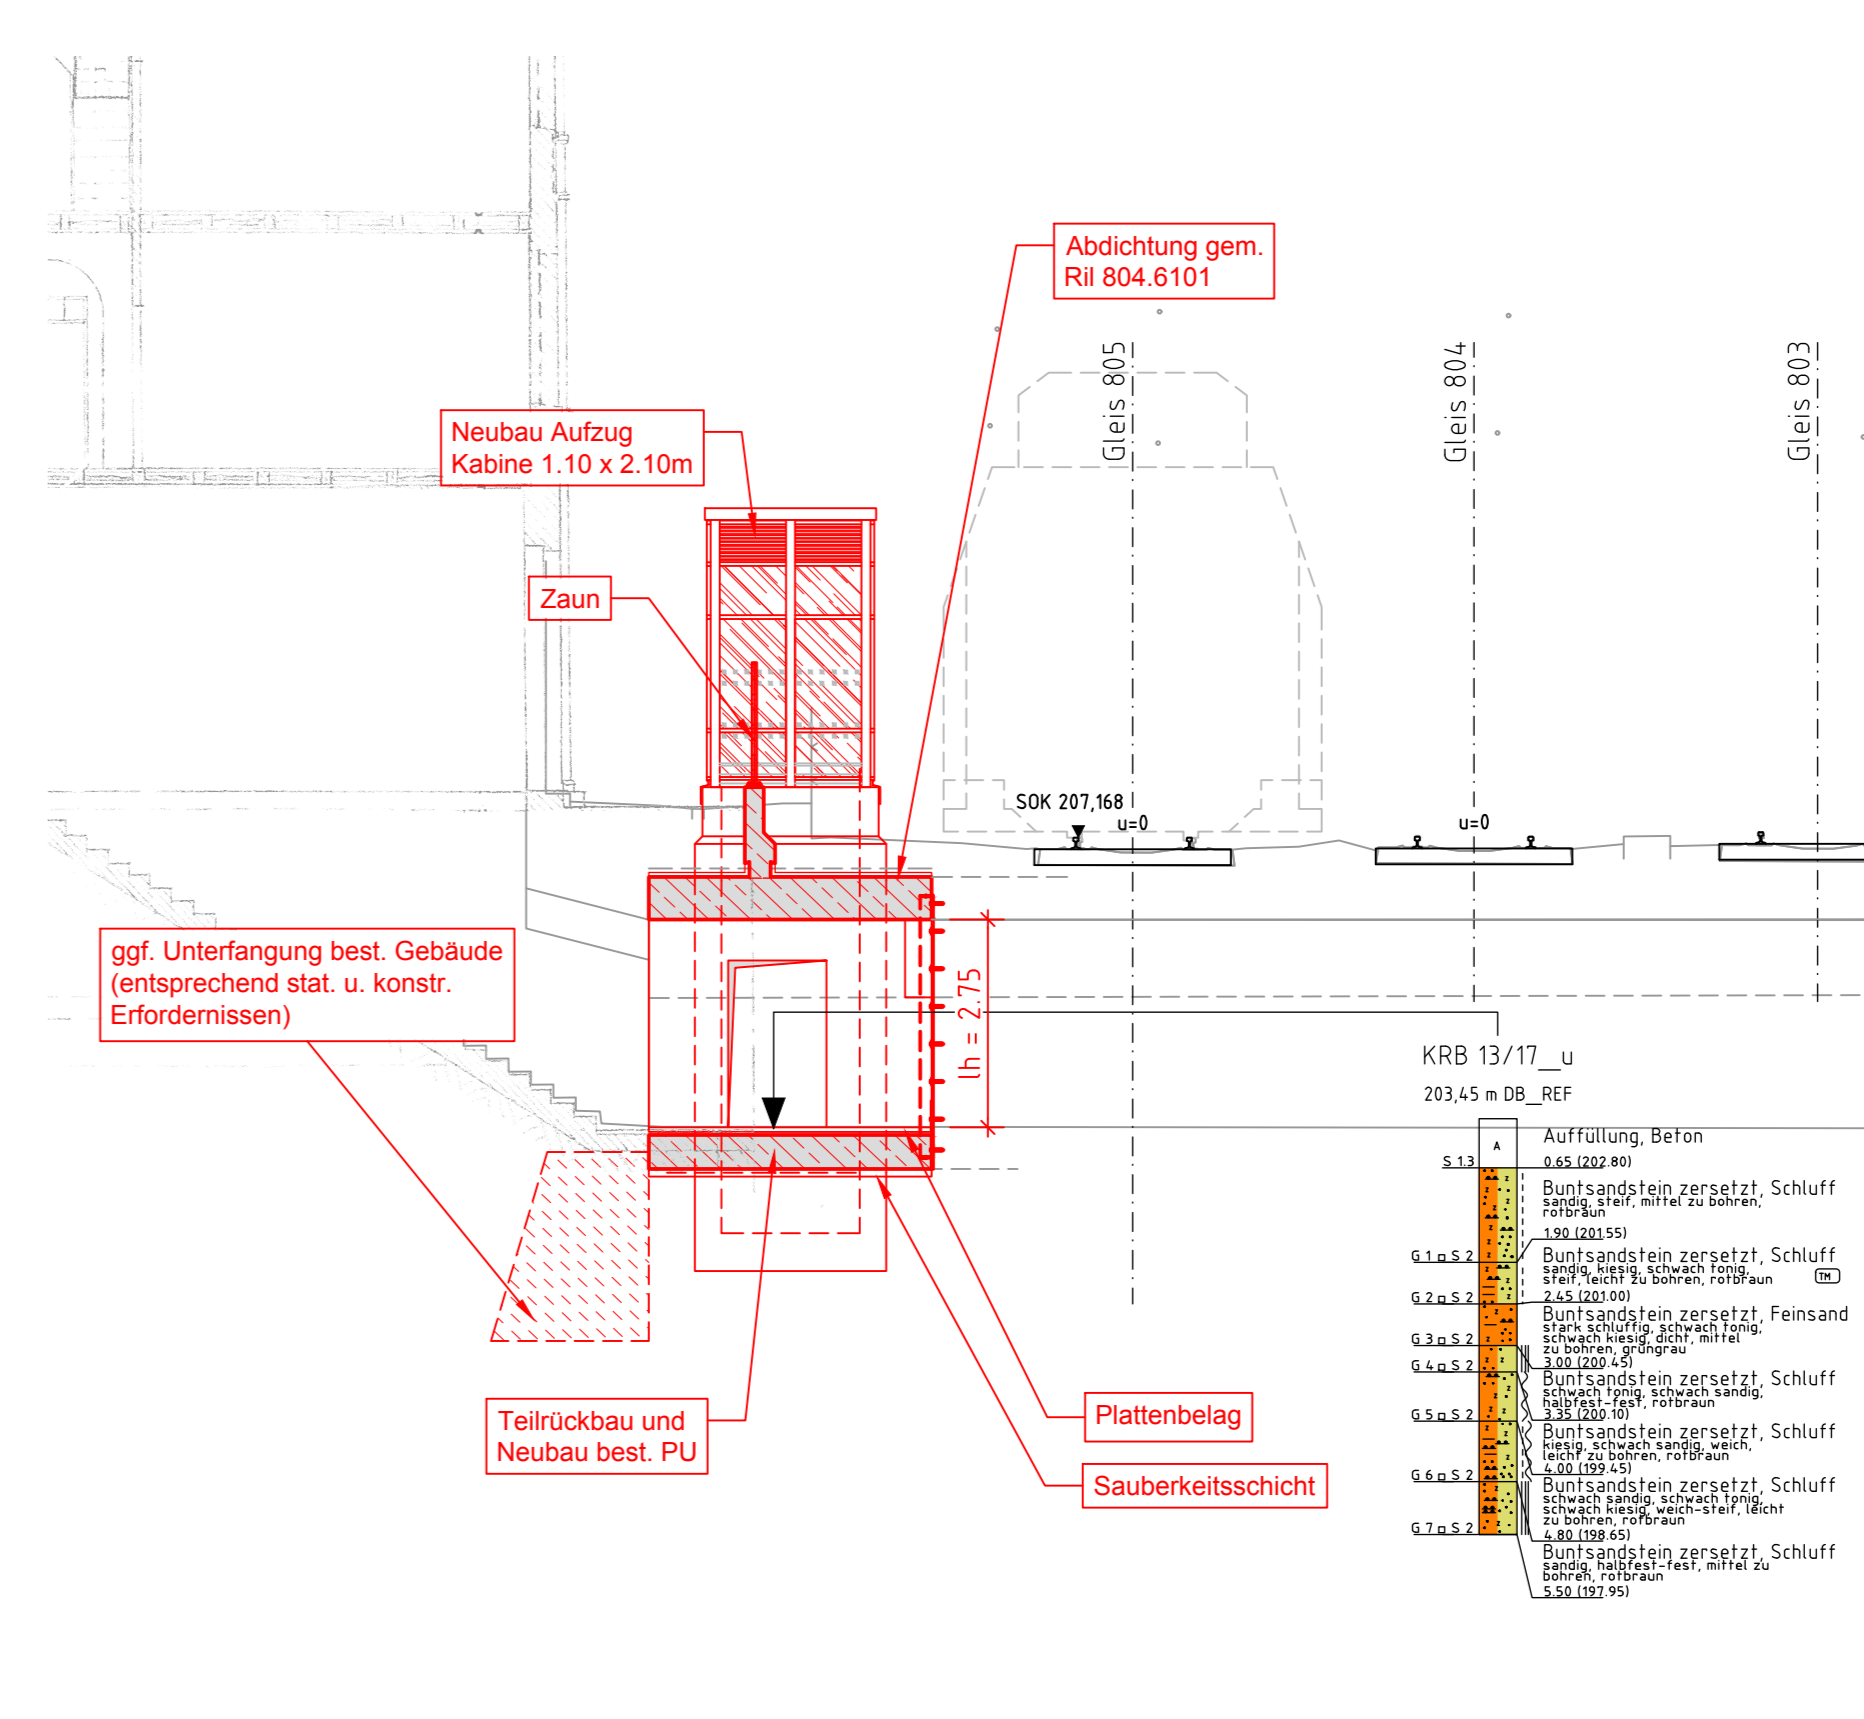 Abdichtung gem.
Ril 804.6101
Gleis 805
Gleis 804
Gleis 803
Neubau Aufzug
Kabine 1.10 x 2.10m
Zaun
SOK 207,168
u=0
u=0
ggf. Unterfangung best. Gebäude
(entsprechend stat. u. konstr.
Erfordernissen)
lh = 2.75
KRB 13/17_u
203,45 m DB_REF
A
Auffüllung, Beton
S 1.3
0.65 (202.80)
Buntsandstein zersetzt, Schluff
sandig, steif, mittel zu bohren,
rotbraun
1.90 (201.55)
G 1 S 2
Buntsandstein zersetzt, Schluff
sandig, kiesig, schwach tonig,
steif, leicht zu bohren, rotbraun
TM
G 2 S 2
2.45 (201.00)
Buntsandstein zersetzt, Feinsand
stark schluffig, schwach tonig,
schwach kiesig, dicht, mittel
zu bohren, grüngrau
G 3 S 2
3.00 (200.45)
G 4 S 2
Buntsandstein zersetzt, Schluff
schwach tonig, schwach sandig,
halbfest-fest, rotbraun
G 5 S 2
3.35 (200.10)
Buntsandstein zersetzt, Schluff
kiesig, schwach sandig, weich,
leicht zu bohren, rotbraun
G 6 S 2
4.00 (199.45)
Buntsandstein zersetzt, Schluff
schwach sandig, schwach tonig,
schwach kiesig, weich-steif, leicht
zu bohren, rotbraun
G 7 S 2
4.80 (198.65)
Buntsandstein zersetzt, Schluff
sandig, halbfest-fest, mittel zu
bohren, rotbraun
5.50 (197.95)
Teilrückbau und
Neubau best. PU
Plattenbelag
Sauberkeitsschicht